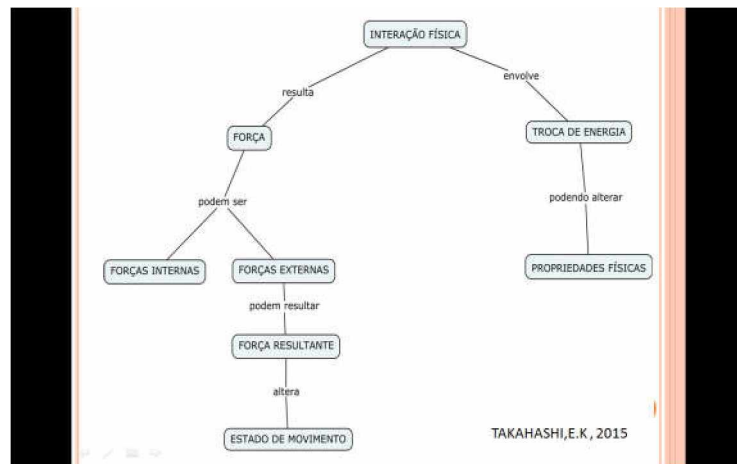 INTERAÇÃO FÍSICA
resulta
envolve
FORÇA
TROCA DE ENERGIA
podem ser
podendo alterar
FORÇAS INTERNAS
FORÇAS EXTERNAS
PROPRIEDADES FÍSICAS
podem resultar
FORÇA RESULTANTE
altera
ESTADO DE MOVIMENTO
TAKAHASHI,E.K, 2015